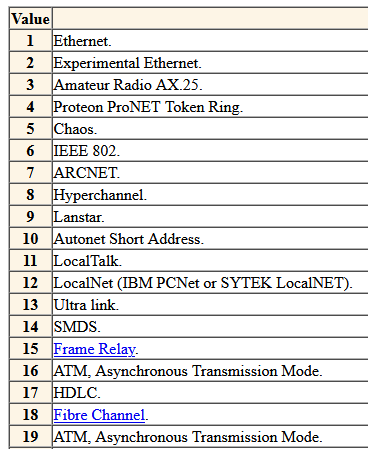 Value
1 Ethernet.
2 Experimental Ethernet.
3 Amateur Radio AX.25.
4 Proteon ProNET Token Ring.
5 Chaos.
6 IEEE 802.
7 ARCNET.
8 Hyperchannel.
9 Lanstar.
10 Autonet Short Address.
11 LocalTalk.
12 LocalNet (IBM PCNet or SYTEK LocalNET).
13 Ultra link.
14 SMDS.
15 Frame Relay.
16 ATM, Asynchronous Transmission Mode.
17 HDLC.
18 Fibre Channel.
19 ATM, Asynchronous Transmission Mode.